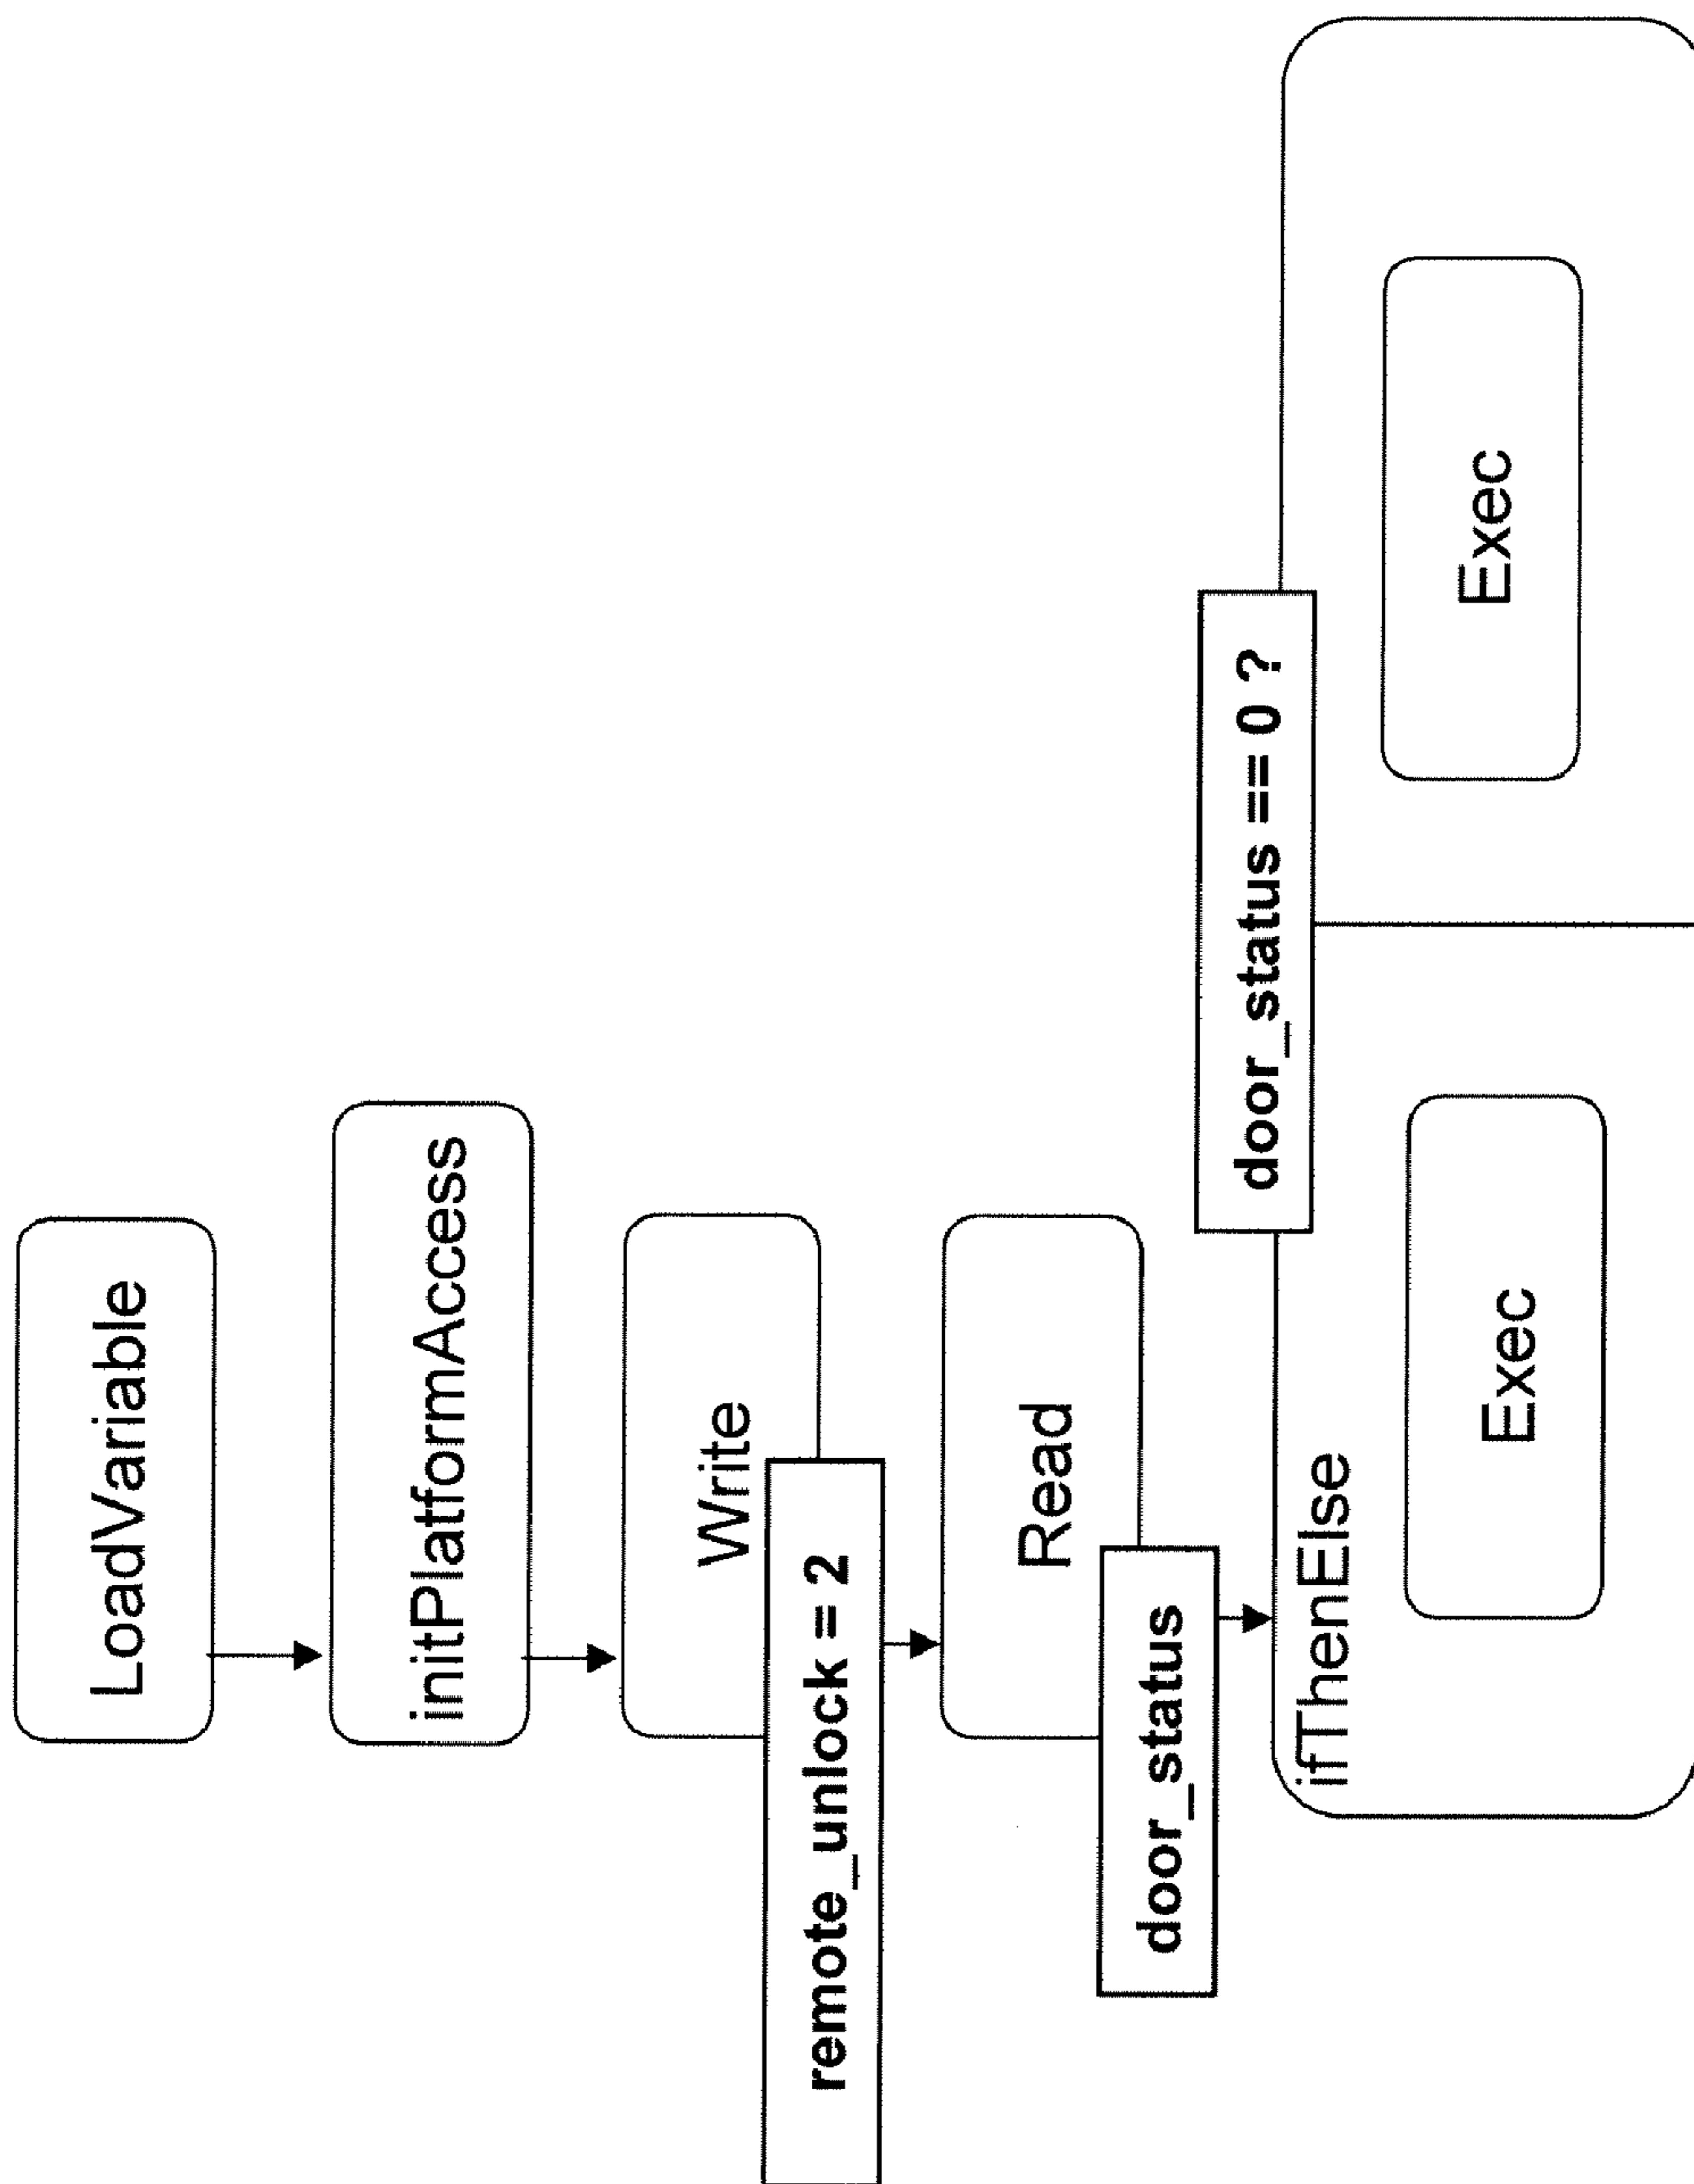 LoadVariable
initPlatformAccess
Write
remote_unlock = 2
Read
door_status
door_status == 0 ?
ifThenElse
Exec
Exec